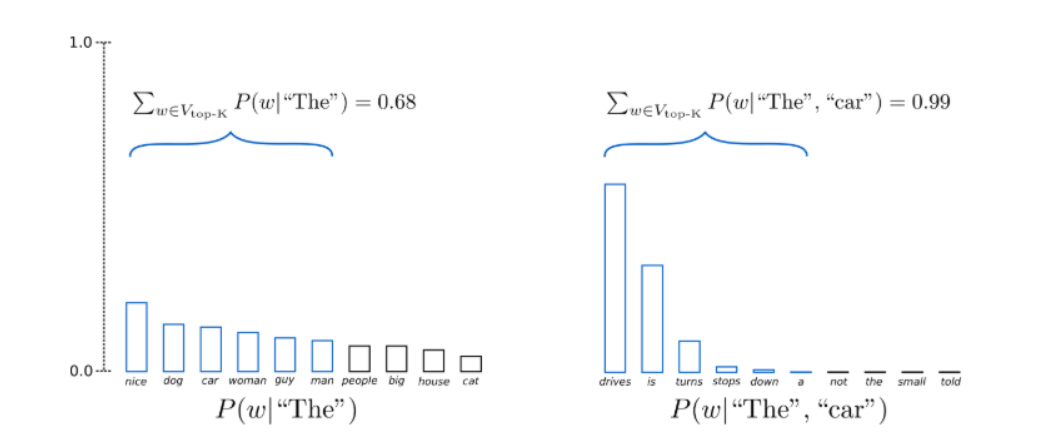 1.0
∑w∈Vtop-K P(w|“The”) = 0.68
∑w∈Vtop-K P(w|“The”, “car”) = 0.99
0.0
nice dog car woman guy man people big house cat
drives is turns stops down a not the small told
P(w|“The”)
P(w|“The”, “car”)